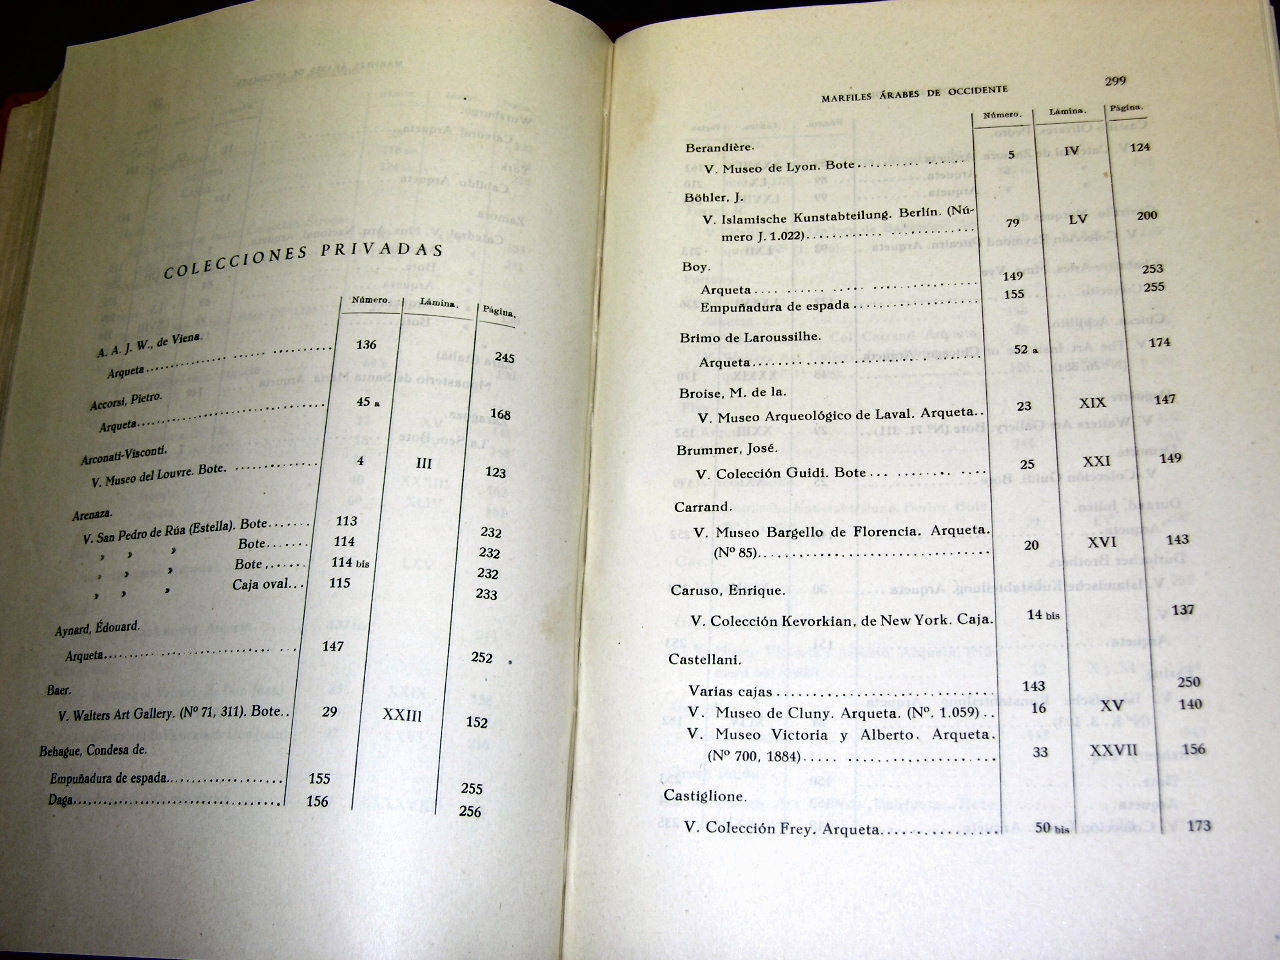 COLECCIONES PRIVADAS
Número. Lámina. Página.
A. A. J. W., de Viena.
Arqueta 136 245
Accorsi, Pietro.
Arqueta 45 a 168
Arconati-Visconti.
V. Museo del Louvre. Bote. 4 III 123
Arenaza.
V. San Pedro de Rúa (Estella). Bote 113 232
» » » Bote 114 232
» » » Bote 114 bis 232
» » » Caja oval 115 233
Aynard, Édouard.
Arqueta 147 252
Baer.
V. Walters Art Gallery. (Nº 71, 311). Bote 29 XXIII 152
Behague, Condesa de.
Empuñadura de espada 155 255
Daga 156 256
MARFILES ÁRABES DE OCCIDENTE 299
Número. Lámina. Página.
Berandière.
V. Museo de Lyon. Bote 5 IV 124
Böhler, J.
V. Islamische Kunstabteilung. Berlín. (Nú-
mero J. 1.022) 79 LV 200
Boy.
Arqueta 149 253
Empuñadura de espada 155 255
Brimo de Laroussilhe.
Arqueta 52 a 174
Broise, M. de la.
V. Museo Arqueológico de Laval. Arqueta 23 XIX 147
Brummer, José.
V. Colección Guidi. Bote 25 XXI 149
Carrand.
V. Museo Bargello de Florencia. Arqueta.
(Nº 85) 20 XVI 143
Caruso, Enrique.
V. Colección Kevorkian, de New York. Caja. 14 bis 137
Castellani.
Varias cajas 143 250
V. Museo de Cluny. Arqueta. (Nº. 1.059) 16 XV 140
V. Museo Victoria y Alberto. Arqueta.
(Nº 700, 1884) 33 XXVII 156
Castiglione.
V. Colección Frey. Arqueta 50 bis 173